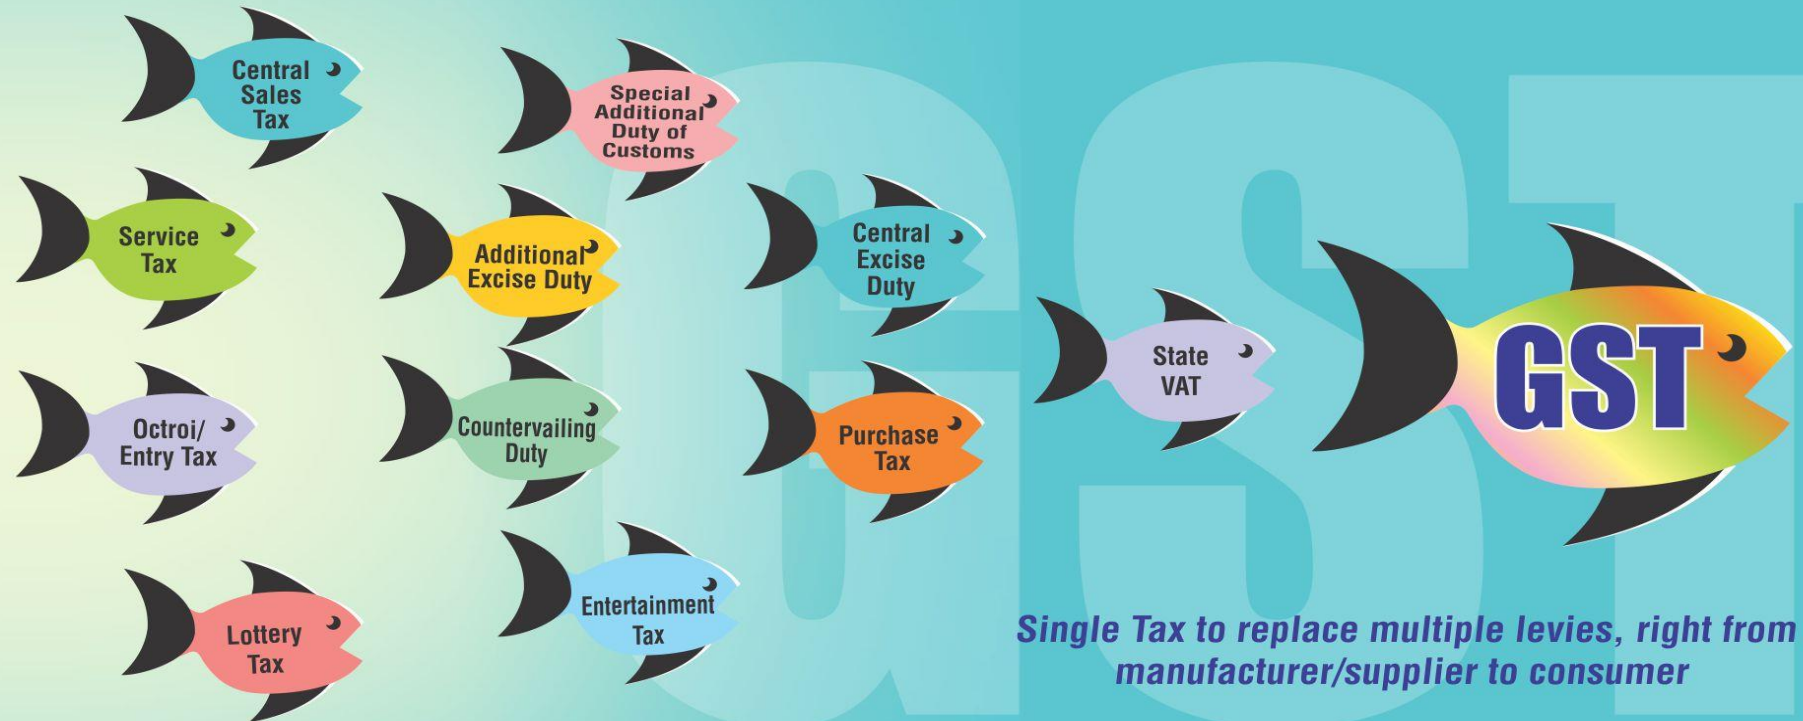 Central
Sales
Tax
Special
Additional
Duty of
Customs
Service
Tax
Additional
Excise Duty
Central
Excise
Duty
State
VAT
GST
Octroi/
Entry Tax
Countervailing
Duty
Purchase
Tax
Lottery
Tax
Entertainment
Tax
GST
Single Tax to replace multiple levies, right from
manufacturer/supplier to consumer